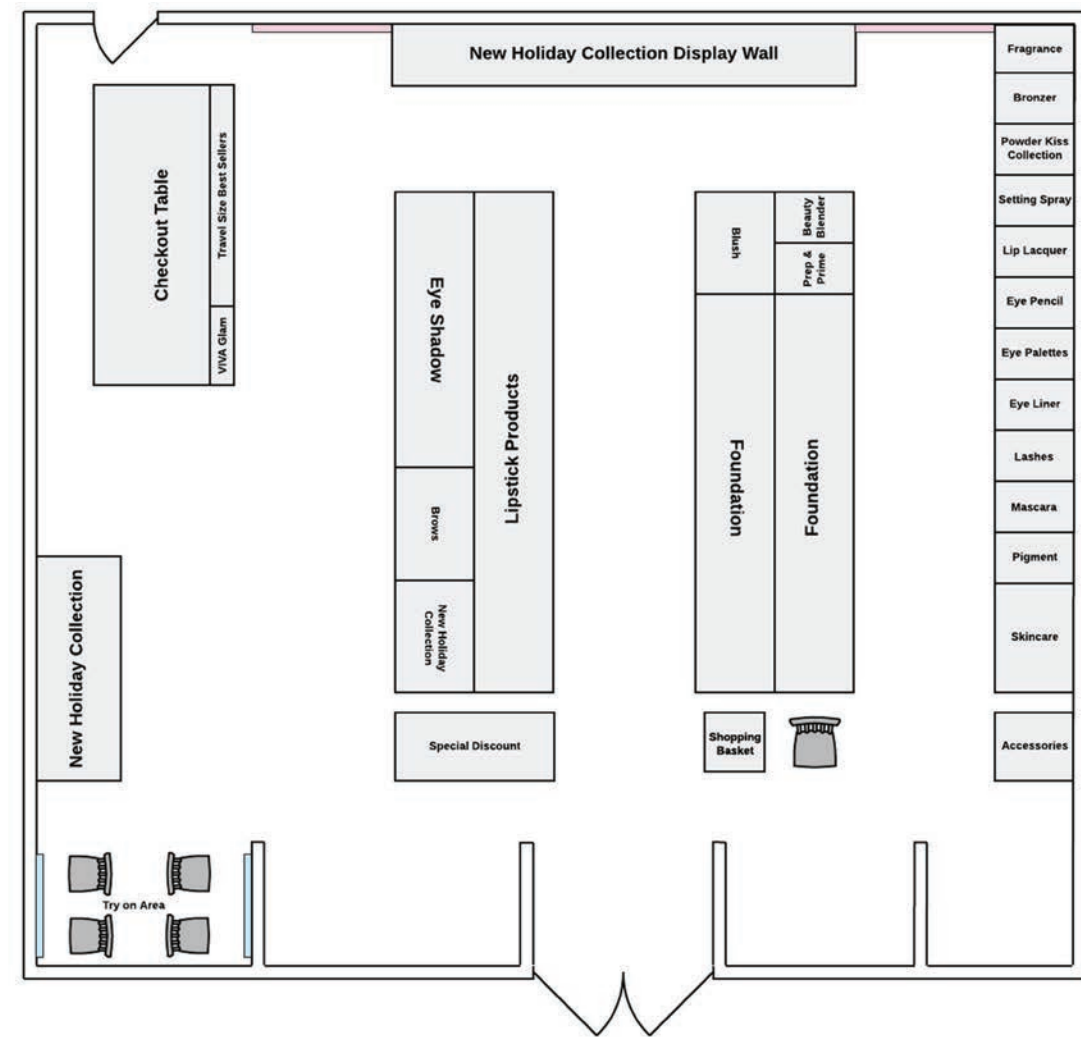 New Holiday Collection Display Wall
Fragrance
Bronzer
Powder Kiss
Collection
Setting Spray
Lip Lacquer
Eye Pencil
Eye Palettes
Eye Liner
Lashes
Mascara
Pigment
Skincare
Accessories
Checkout Table
Travel Size Best Sellers
VIVA Glam
Eye Shadow
Brows
New Holiday
Collection
Lipstick Products
Blush
Beauty
Blender
Prep &
Prime
Foundation
Foundation
New Holiday Collection
Special Discount
Shopping
Basket
Try on Area